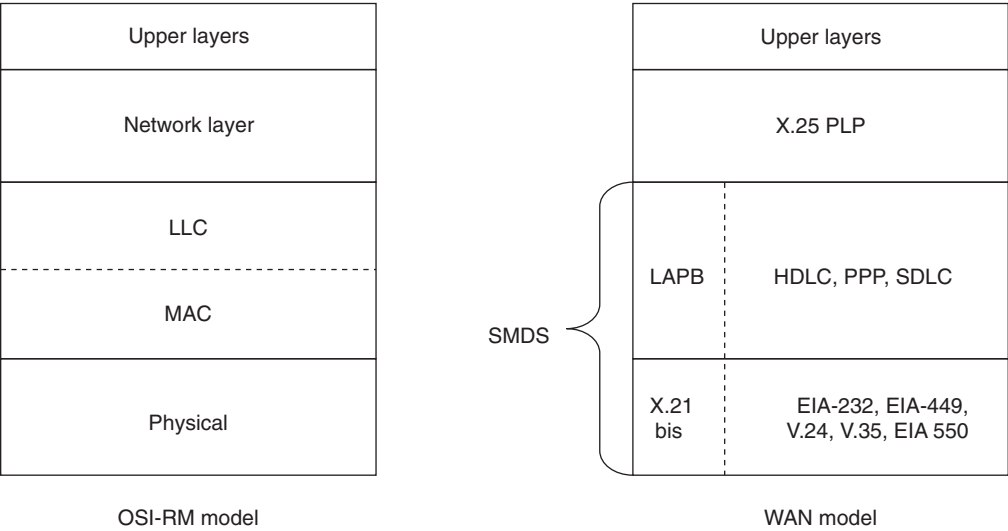 Upper layers
Network layer
LLC
MAC
Physical
OSI-RM model
Upper layers
X.25 PLP
SMDS
LAPB
HDLC, PPP, SDLC
X.21
bis
EIA-232, EIA-449,
V.24, V.35, EIA 550
WAN model